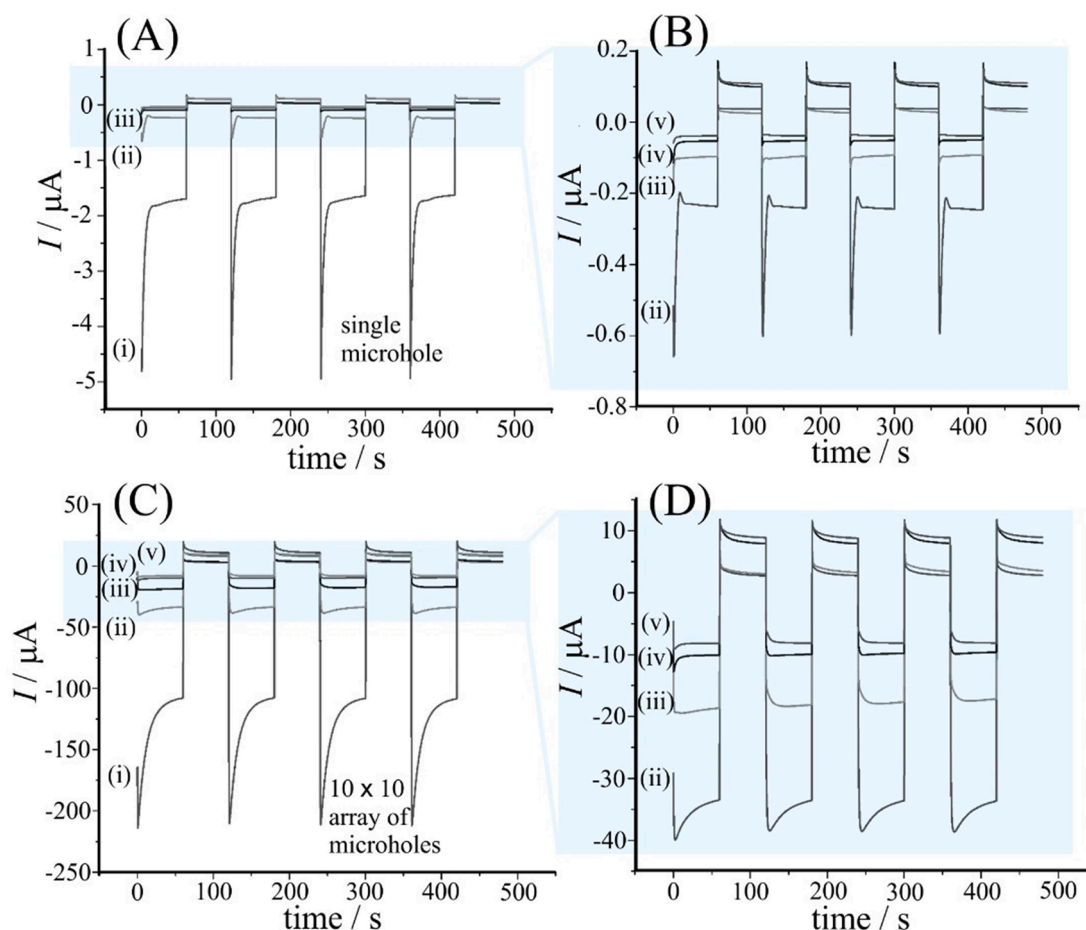 (A)
I / μA
1
0
-1
-2
-3
-4
-5
(iii)
(ii)
(i)
single
microhole
0 100 200 300 400 500
time / s
(B)
I / μA
0.2
0.0
-0.2
-0.4
-0.6
-0.8
(v)
(iv)
(iii)
(ii)
0 100 200 300 400 500
time / s
(C)
I / μA
50
25
0
-25
-50
-100
-150
-200
-250
(v)
(iv)
(iii)
(ii)
(i)
10 x 10
array of
microholes
0 100 200 300 400 500
time / s
(D)
I / μA
10
0
-10
-20
-30
-40
(v)
(iv)
(iii)
(ii)
0 100 200 300 400 500
time / s